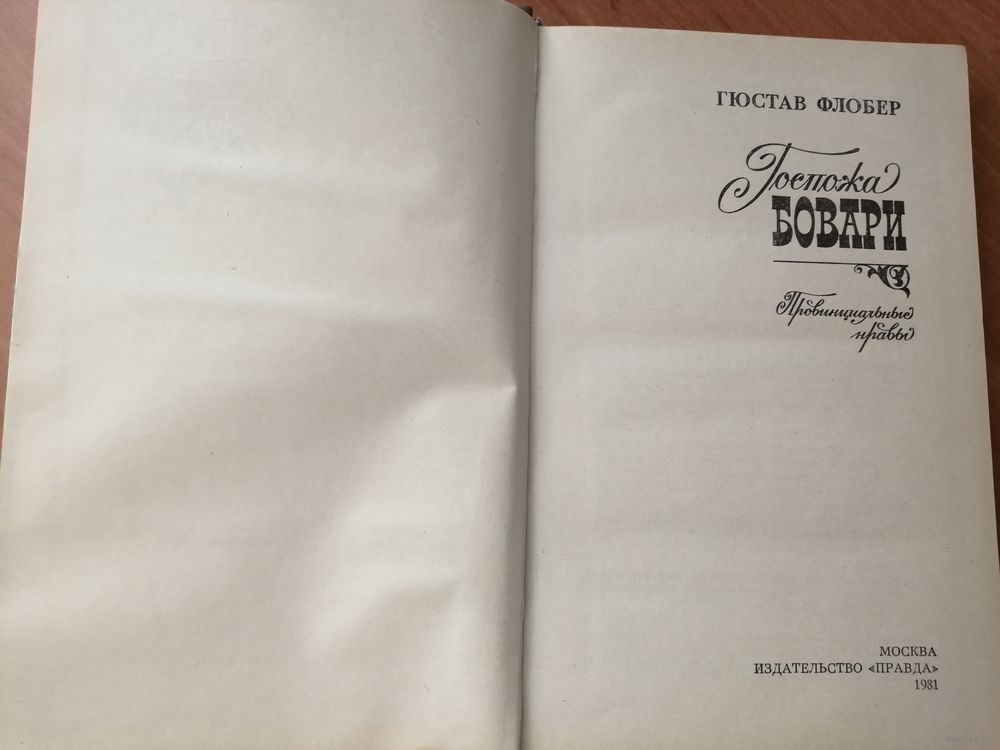 ГЮСТАВ ФЛОБЕР
Госпожа
БОВАРИ
Провинциальные
нравы
МОСКВА
ИЗДАТЕЛЬСТВО «ПРАВДА»
1981